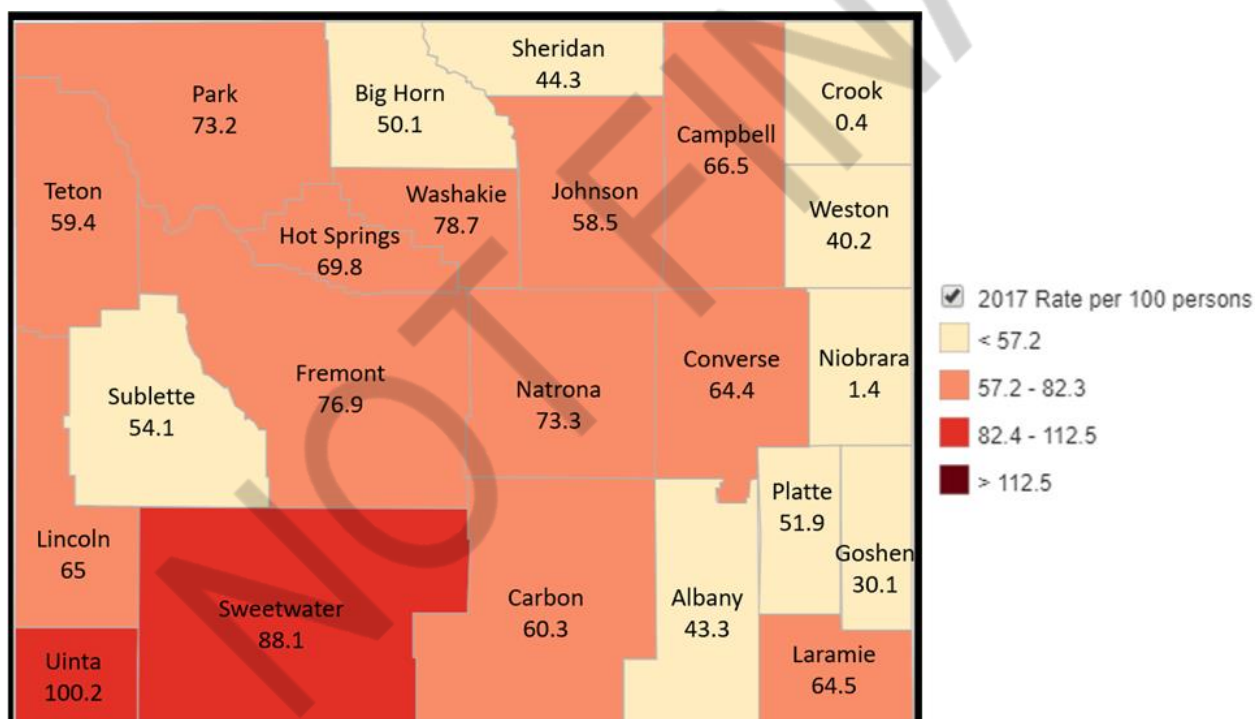 Sheridan
44.3
Park
73.2
Big Horn
50.1
Crook
0.4
Campbell
66.5
Teton
59.4
Washakie
78.7
Johnson
58.5
Weston
40.2
Hot Springs
69.8
2017 Rate per 100 persons
< 57.2
57.2 - 82.3
82.4 - 112.5
> 112.5
Sublette
54.1
Fremont
76.9
Natrona
73.3
Converse
64.4
Niobrara
1.4
Platte
51.9
Goshen
30.1
Lincoln
65
Sweetwater
88.1
Carbon
60.3
Albany
43.3
Uinta
100.2
Laramie
64.5
NOT FINA